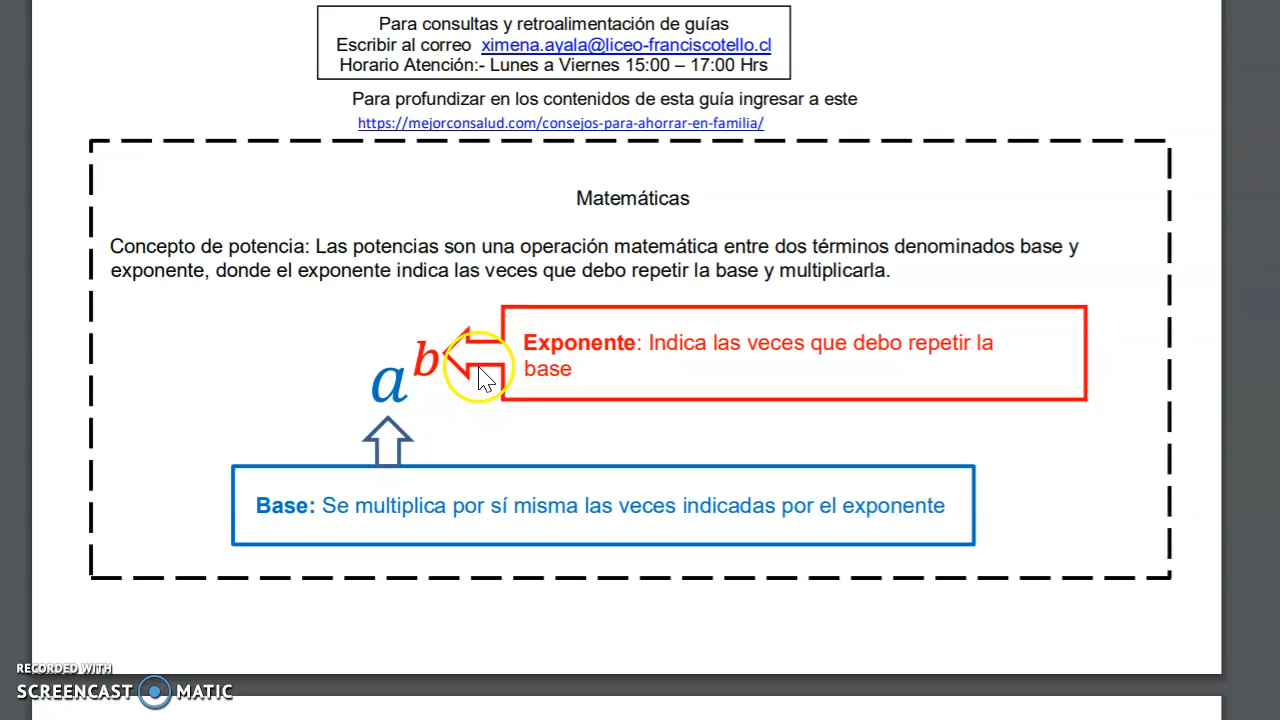 Para consultas y retroalimentación de guías
Escribir al correo ximena.ayala@liceo-franciscotello.cl
Horario Atención:- Lunes a Viernes 15:00 – 17:00 Hrs
Para profundizar en los contenidos de esta guía ingresar a este
https://mejorconsalud.com/consejos-para-ahorrar-en-familia/
Matemáticas
Concepto de potencia: Las potencias son una operación matemática entre dos términos denominados base y
exponente, donde el exponente indica las veces que debo repetir la base y multiplicarla.
a b
Exponente: Indica las veces que debo repetir la
base
Base: Se multiplica por sí misma las veces indicadas por el exponente
RECORDED WITH
SCREENCAST MATIC